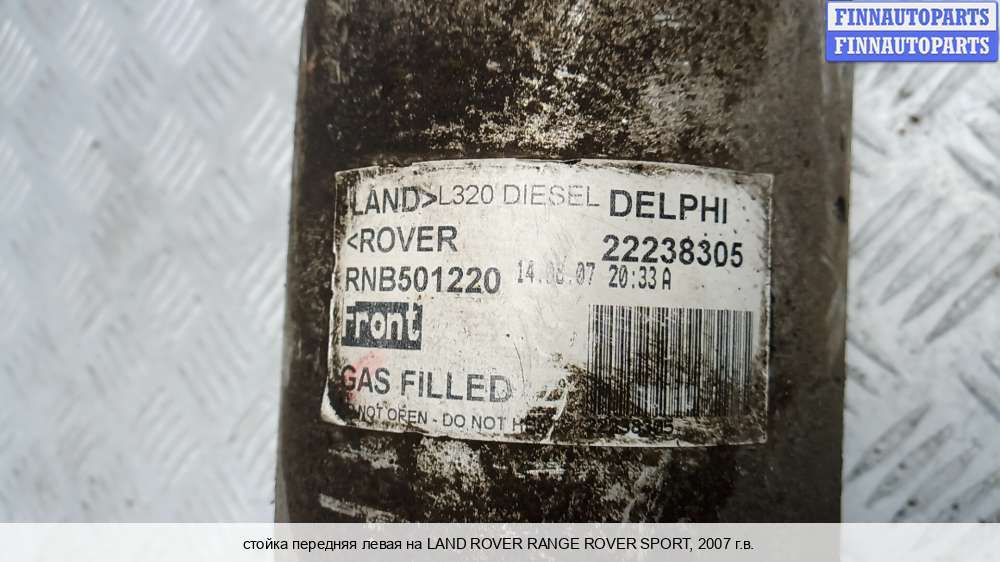 FINNAUTOPARTS
FINNAUTOPARTS
LAND>L320 DIESEL DELPHI
<ROVER 22238305
RNB501220 20:33 A
Front
GAS FILLED
NOT OPEN - DO NOT
22238305
стойка передняя левая на LAND ROVER RANGE ROVER SPORT, 2007 г.в.